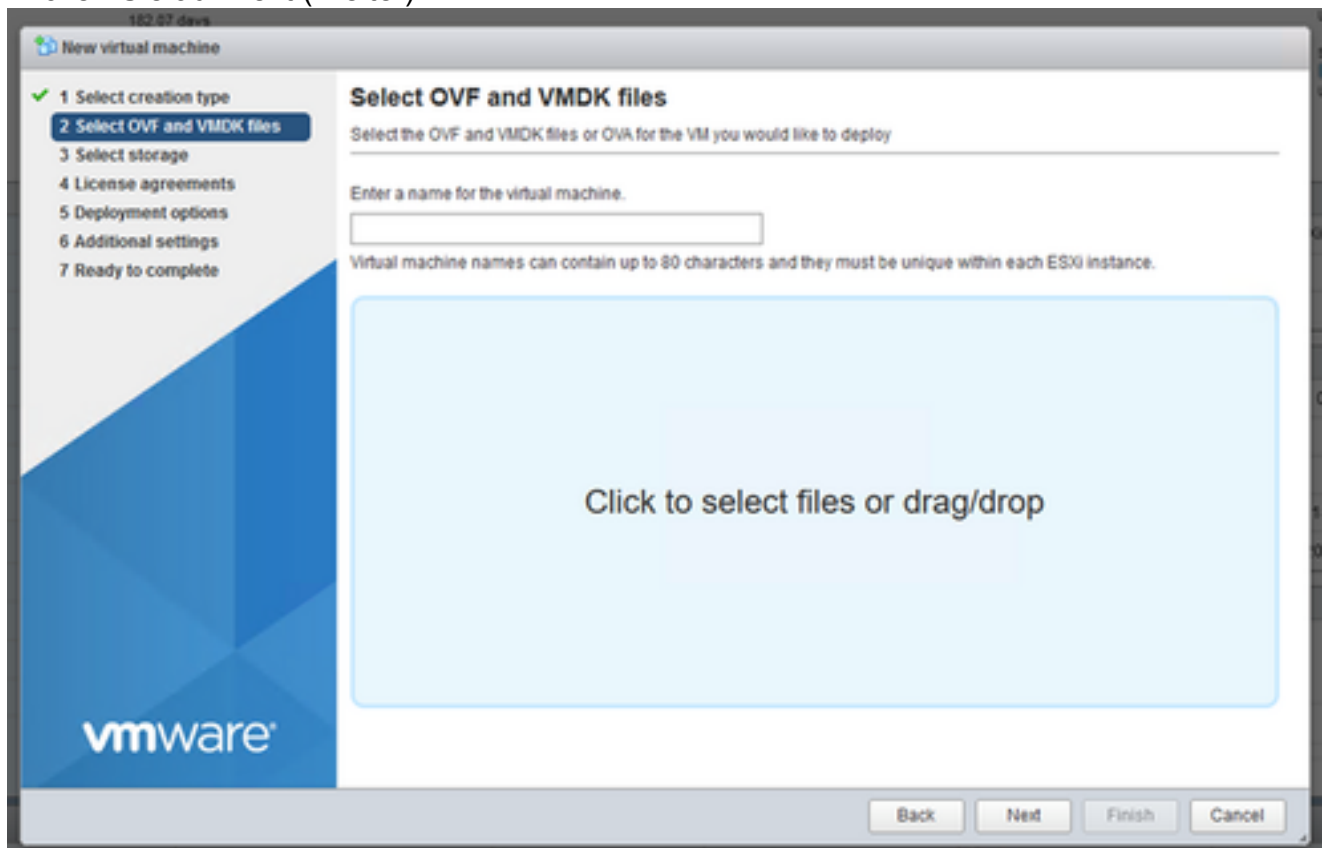 182.07 days
New virtual machine
1 Select creation type
2 Select OVF and VMDK files
3 Select storage
4 License agreements
5 Deployment options
6 Additional settings
7 Ready to complete
vmware
Select OVF and VMDK files
Select the OVF and VMDK files or OVA for the VM you would like to deploy
Enter a name for the virtual machine.
Virtual machine names can contain up to 80 characters and they must be unique within each ESXi instance.
Click to select files or drag/drop
Back
Next
Finish
Cancel